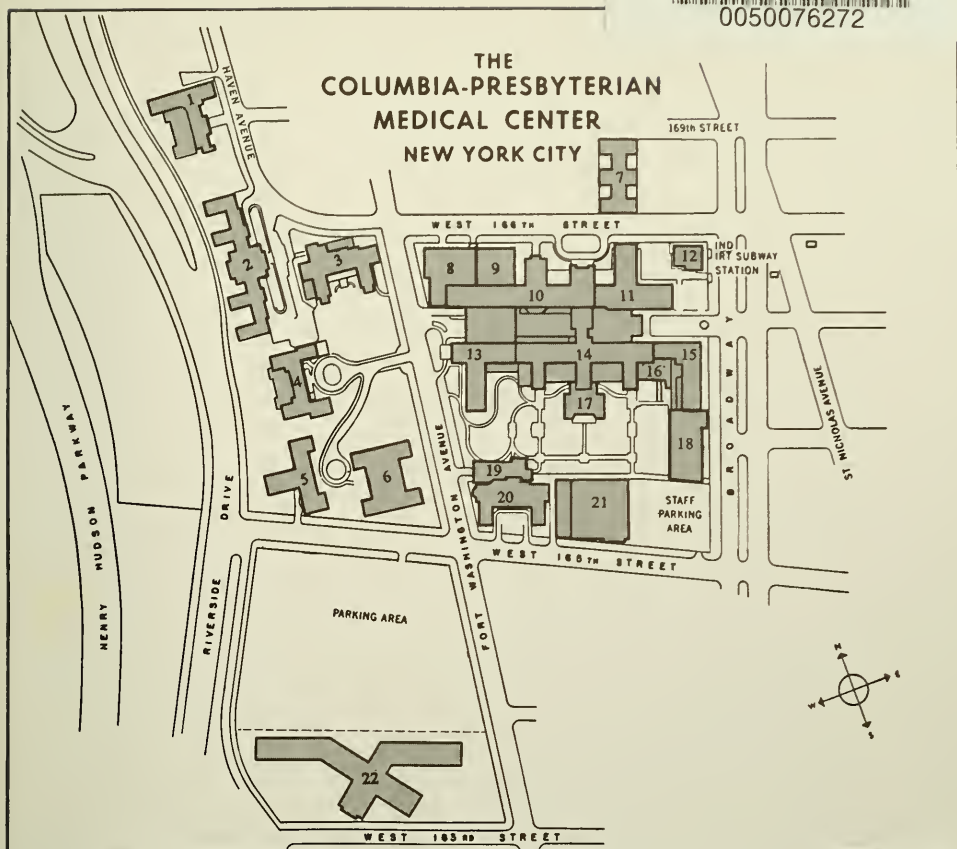 0050076272
THE
COLUMBIA-PRESBYTERIAN
MEDICAL CENTER
NEW YORK CITY
HAVEN AVENUE
1
169TH STREET
7
WEST 168TH STREET
2
3
8
9
10
11
12
IND
IRT SUBWAY
STATION
13
14
15
16
17
4
18
BROADWAY
ST NICHOLAS AVENUE
5
6
19
20
21
STAFF
PARKING
AREA
FORT WASHINGTON AVENUE
WEST 165TH STREET
HENRY HUDSON PARKWAY
RIVERSIDE DRIVE
PARKING AREA
N
W
E
S
22
WEST 163 RD STREET